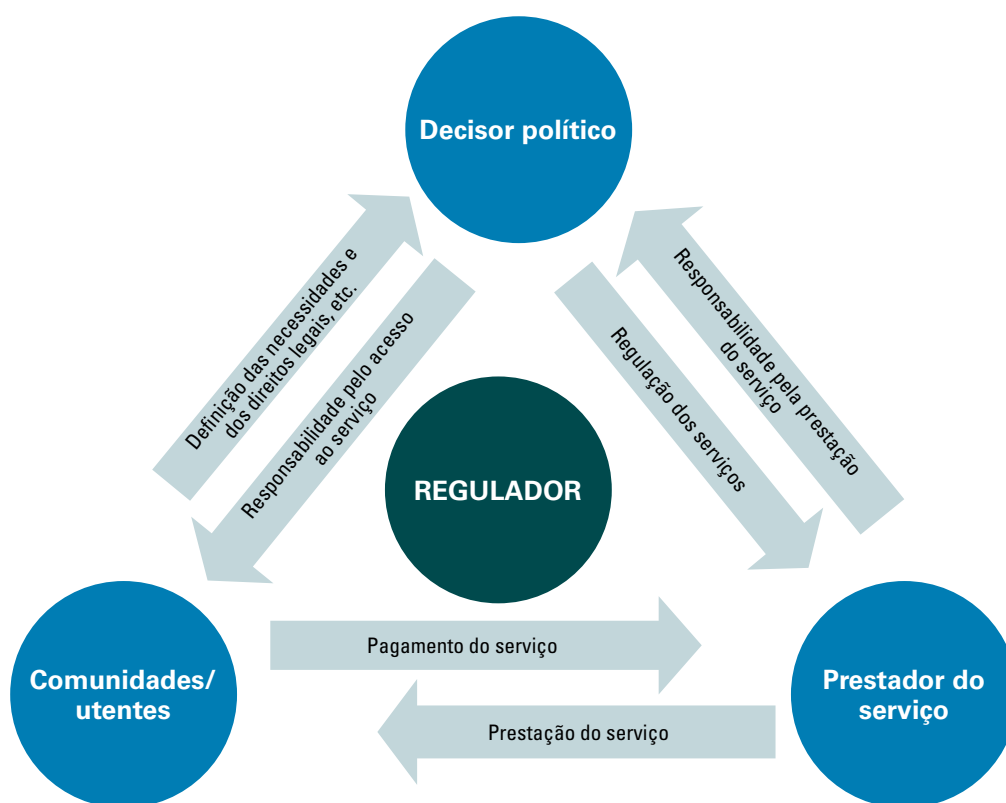 Decisor político
Definição das necessidades e
dos direitos legais, etc.
Responsabilidade pelo acesso
ao serviço
Regulação dos serviços
Responsabilidade pela prestação
do serviço
REGULADOR
Comunidades/
utentes
Pagamento do serviço
Prestação do serviço
Prestador do
serviço